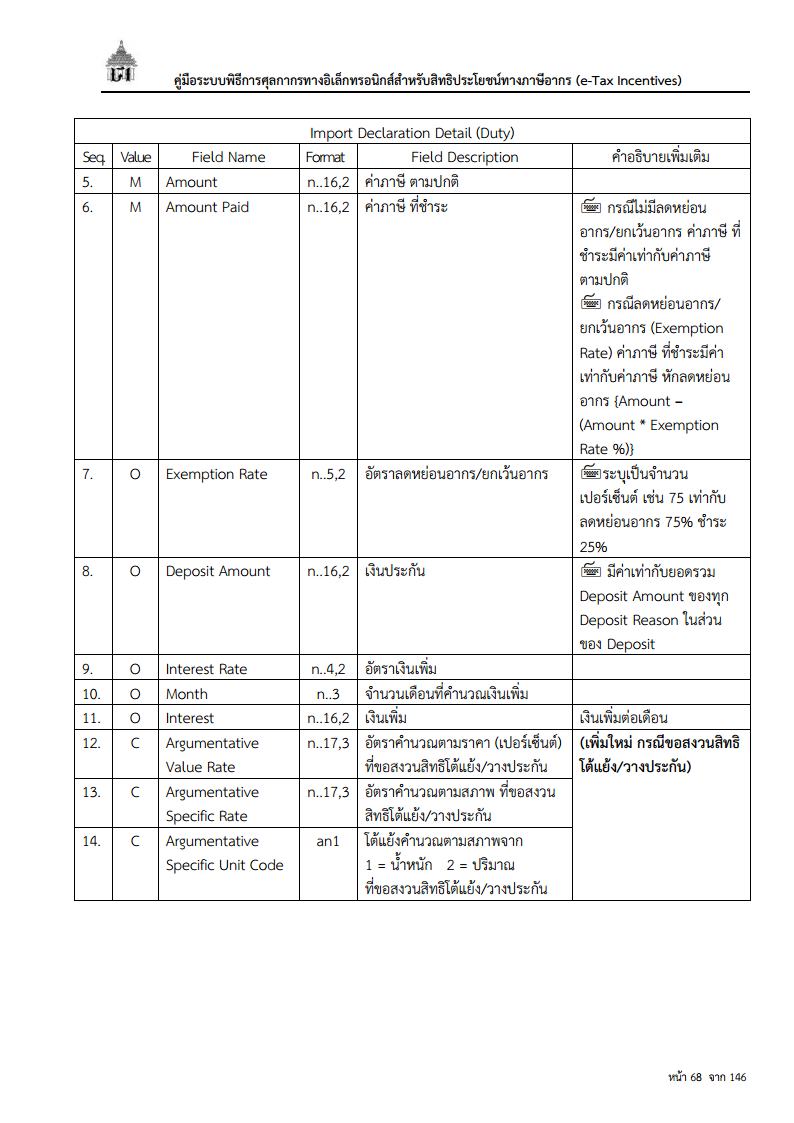 คู่มือระบบพิธีการศุลกากรทางอิเล็กทรอนิกส์สำหรับสิทธิประโยชน์ทางภาษีอากร (e-Tax Incentives)
Import Declaration Detail (Duty)
Seq. Value Field Name Format Field Description คำอธิบายเพิ่มเติม
5. M Amount n..16,2 ค่าภาษี ตามปกติ
6. M Amount Paid n..16,2 ค่าภาษี ที่ชำระ กรณีไม่มีลดหย่อน
อากร/ยกเว้นอากร ค่าภาษี ที่
ชำระมีค่าเท่ากับค่าภาษี
ตามปกติ
กรณีลดหย่อนอากร/
ยกเว้นอากร (Exemption
Rate) ค่าภาษี ที่ชำระมีค่า
เท่ากับค่าภาษี หักลดหย่อน
อากร {Amount –
(Amount * Exemption
Rate %)}
7. O Exemption Rate n..5,2 อัตราลดหย่อนอากร/ยกเว้นอากร ระบุเป็นจำนวน
เปอร์เซ็นต์ เช่น 75 เท่ากับ
ลดหย่อนอากร 75% ชำระ
25%
8. O Deposit Amount n..16,2 เงินประกัน มีค่าเท่ากับยอดรวม
Deposit Amount ของทุก
Deposit Reason ในส่วน
ของ Deposit
9. O Interest Rate n..4,2 อัตราเงินเพิ่ม
10. O Month n..3 จำนวนเดือนที่คำนวณเงินเพิ่ม
11. O Interest n..16,2 เงินเพิ่ม เงินเพิ่มต่อเดือน
12. C Argumentative n..17,3 อัตราคำนวณตามราคา (เปอร์เซ็นต์) (เพิ่มใหม่ กรณีขอสงวนสิทธิ
Value Rate ที่ขอสงวนสิทธิโต้แย้ง/วางประกัน โต้แย้ง/วางประกัน)
13. C Argumentative n..17,3 อัตราคำนวณตามสภาพ ที่ขอสงวน
Specific Rate สิทธิโต้แย้ง/วางประกัน
14. C Argumentative an1 โต้แย้งคำนวณตามสภาพจาก
Specific Unit Code 1 = น้ำหนัก 2 = ปริมาณ
ที่ขอสงวนสิทธิโต้แย้ง/วางประกัน
หน้า 68 จาก 146